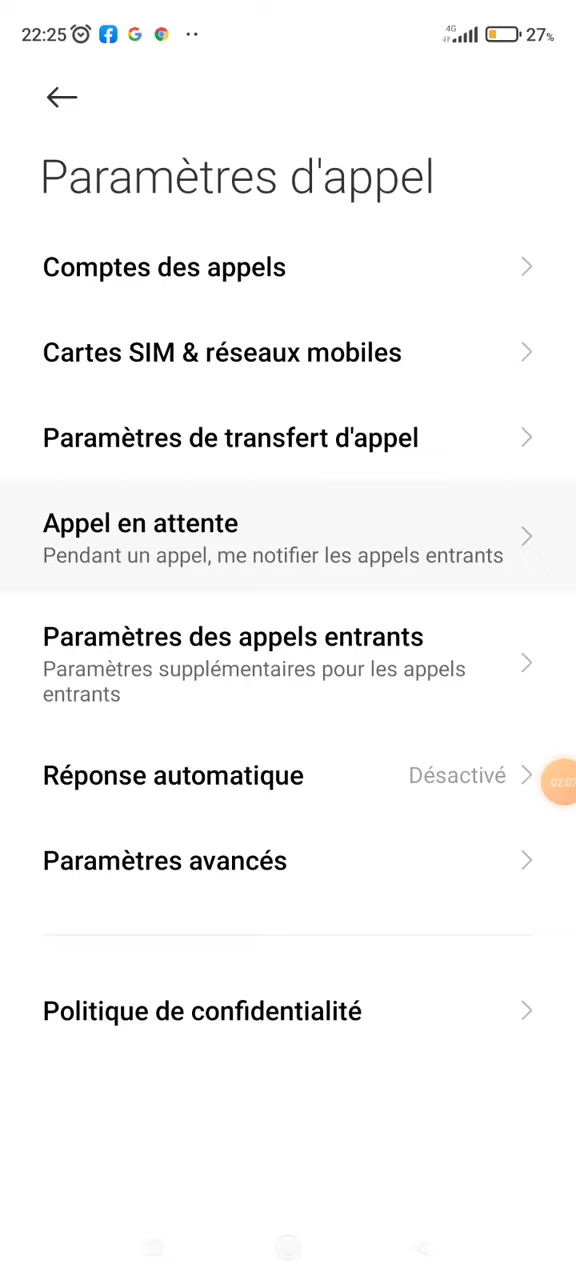 22:25 4G 27%
Paramètres d'appel
Comptes des appels
Cartes SIM & réseaux mobiles
Paramètres de transfert d'appel
Appel en attente
Pendant un appel, me notifier les appels entrants
Paramètres des appels entrants
Paramètres supplémentaires pour les appels
entrants
Réponse automatique Désactivé
02:07
Paramètres avancés
Politique de confidentialité